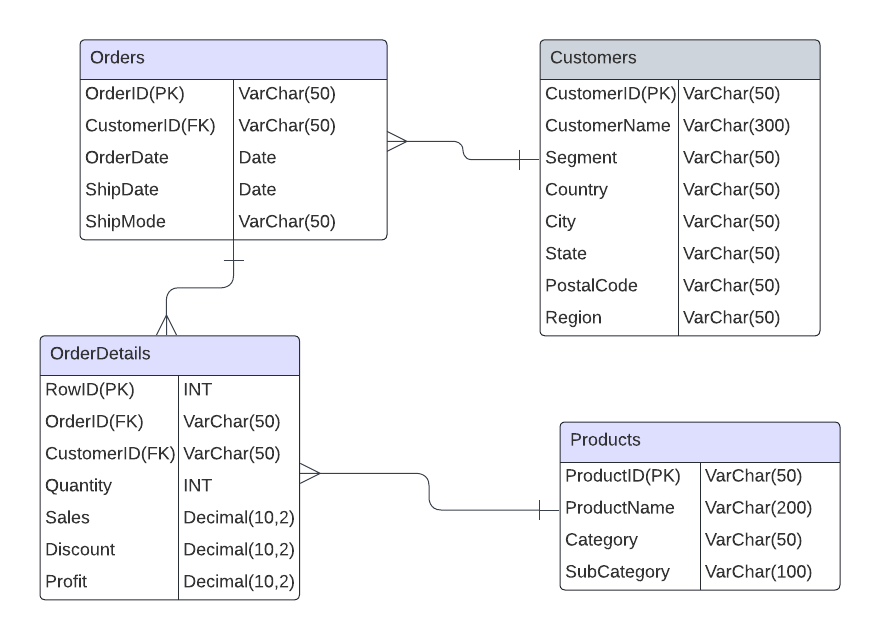 Orders
OrderID(PK) VarChar(50)
CustomerID(FK) VarChar(50)
OrderDate Date
ShipDate Date
ShipMode VarChar(50)
Customers
CustomerID(PK) VarChar(50)
CustomerName VarChar(300)
Segment VarChar(50)
Country VarChar(50)
City VarChar(50)
State VarChar(50)
PostalCode VarChar(50)
Region VarChar(50)
OrderDetails
RowID(PK) INT
OrderID(FK) VarChar(50)
CustomerID(FK) VarChar(50)
Quantity INT
Sales Decimal(10,2)
Discount Decimal(10,2)
Profit Decimal(10,2)
Products
ProductID(PK) VarChar(50)
ProductName VarChar(200)
Category VarChar(50)
SubCategory VarChar(100)